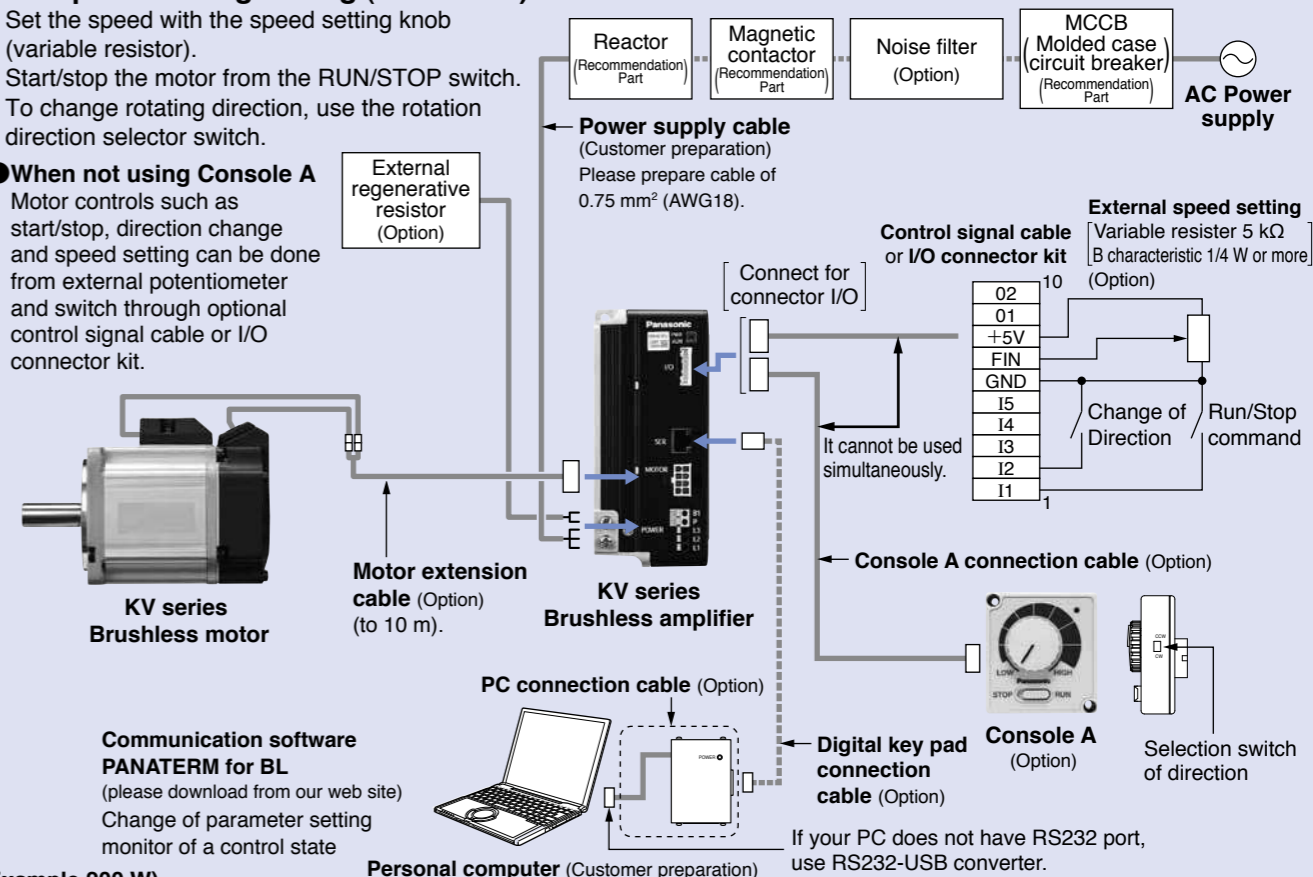 Set the speed with the speed setting knob
(variable resistor).
Start/stop the motor from the RUN/STOP switch.
To change rotating direction, use the rotation
direction selector switch.
●When not using Console A
Motor controls such as
start/stop, direction change
and speed setting can be done
from external potentiometer
and switch through optional
control signal cable or I/O
connector kit.
External
regenerative
resistor
(Option)
Reactor
(Recommendation)
Part
Magnetic
contactor
(Recommendation)
Part
Noise filter
(Option)
MCCB
(Molded case
circuit breaker)
(Recommendation)
Part
AC Power
supply
Power supply cable
(Customer preparation)
Please prepare cable of
0.75 mm² (AWG18).
Control signal cable
or I/O connector kit
External speed setting
[Variable resister 5 kΩ
B characteristic 1/4 W or more]
(Option)
[Connect for
connector I/O]
10
02
01
+5V
FIN
GND
I5
I4
I3
I2
I1
1
Change of
Direction
Run/Stop
command
It cannot be used
simultaneously.
Panasonic
I/O
SER
MOTOR
POWER
B1
P
L3
L2
L1
KV series
Brushless motor
Motor extension
cable (Option)
(to 10 m).
KV series
Brushless amplifier
Console A connection cable (Option)
LOW
HIGH
Panasonic
STOP
RUN
CCW
CW
Console A
(Option)
Selection switch
of direction
PC connection cable (Option)
POWER
Digital key pad
connection
cable (Option)
Communication software
PANATERM for BL
(please download from our web site)
Change of parameter setting
monitor of a control state
Personal computer (Customer preparation)
If your PC does not have RS232 port,
use RS232-USB converter.